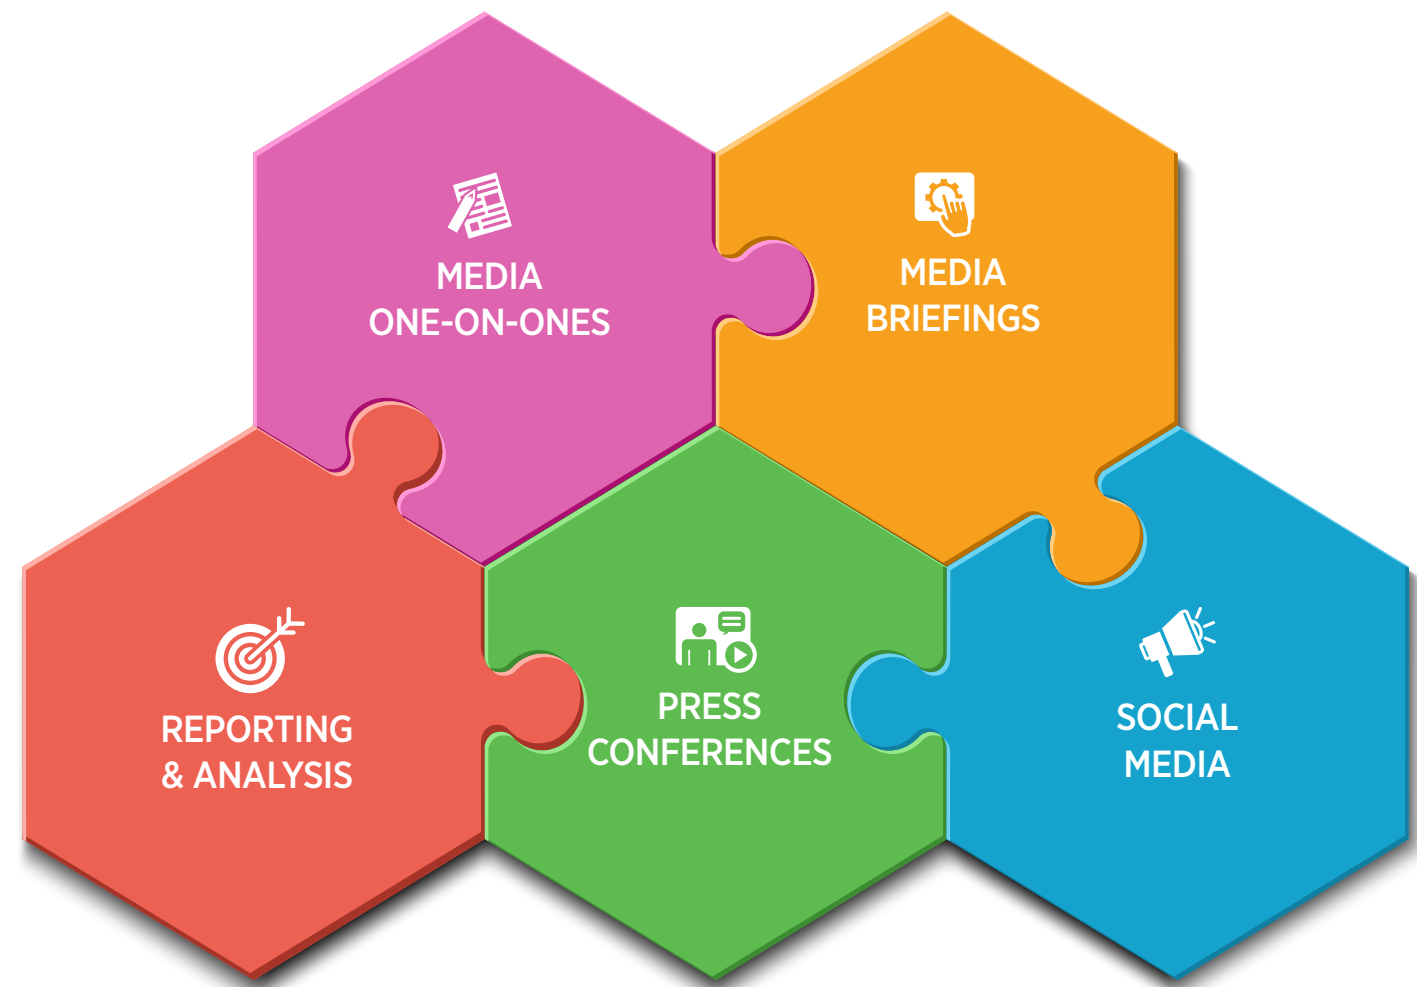 MEDIA
ONE-ON-ONES
MEDIA
BRIEFINGS
REPORTING
& ANALYSIS
PRESS
CONFERENCES
SOCIAL
MEDIA